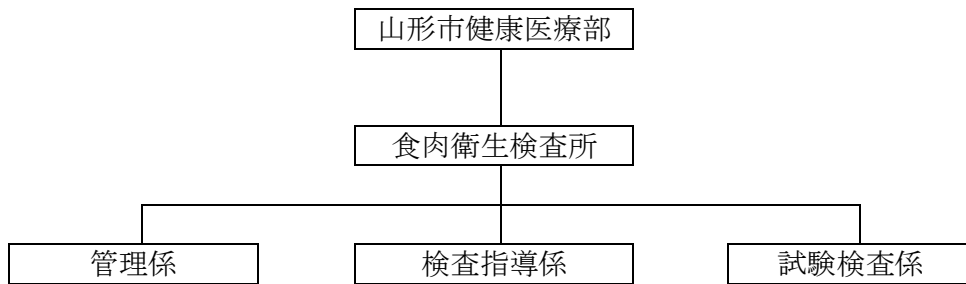 山形市健康医療部
食肉衛生検査所
管理係
検査指導係
試験検査係